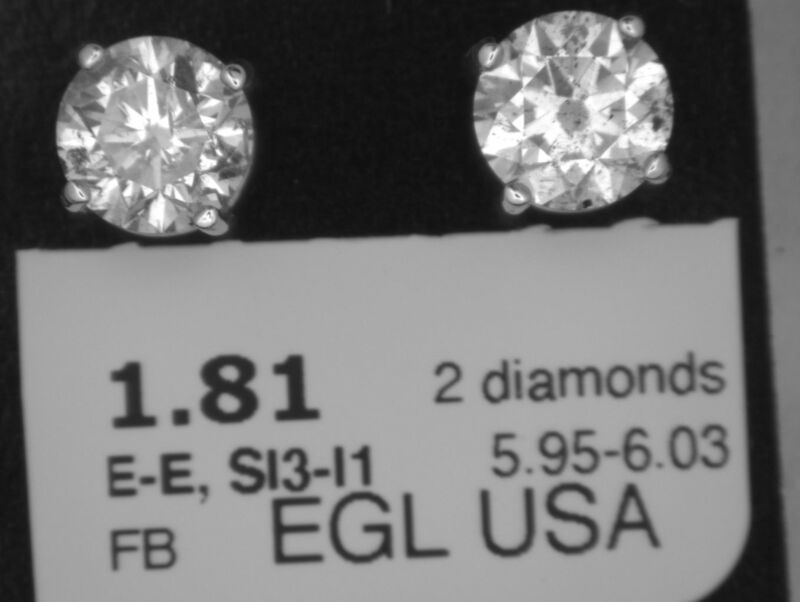 1.81 2 diamonds
E-E, SI3-I1 5.95-6.03
FB EGL USA